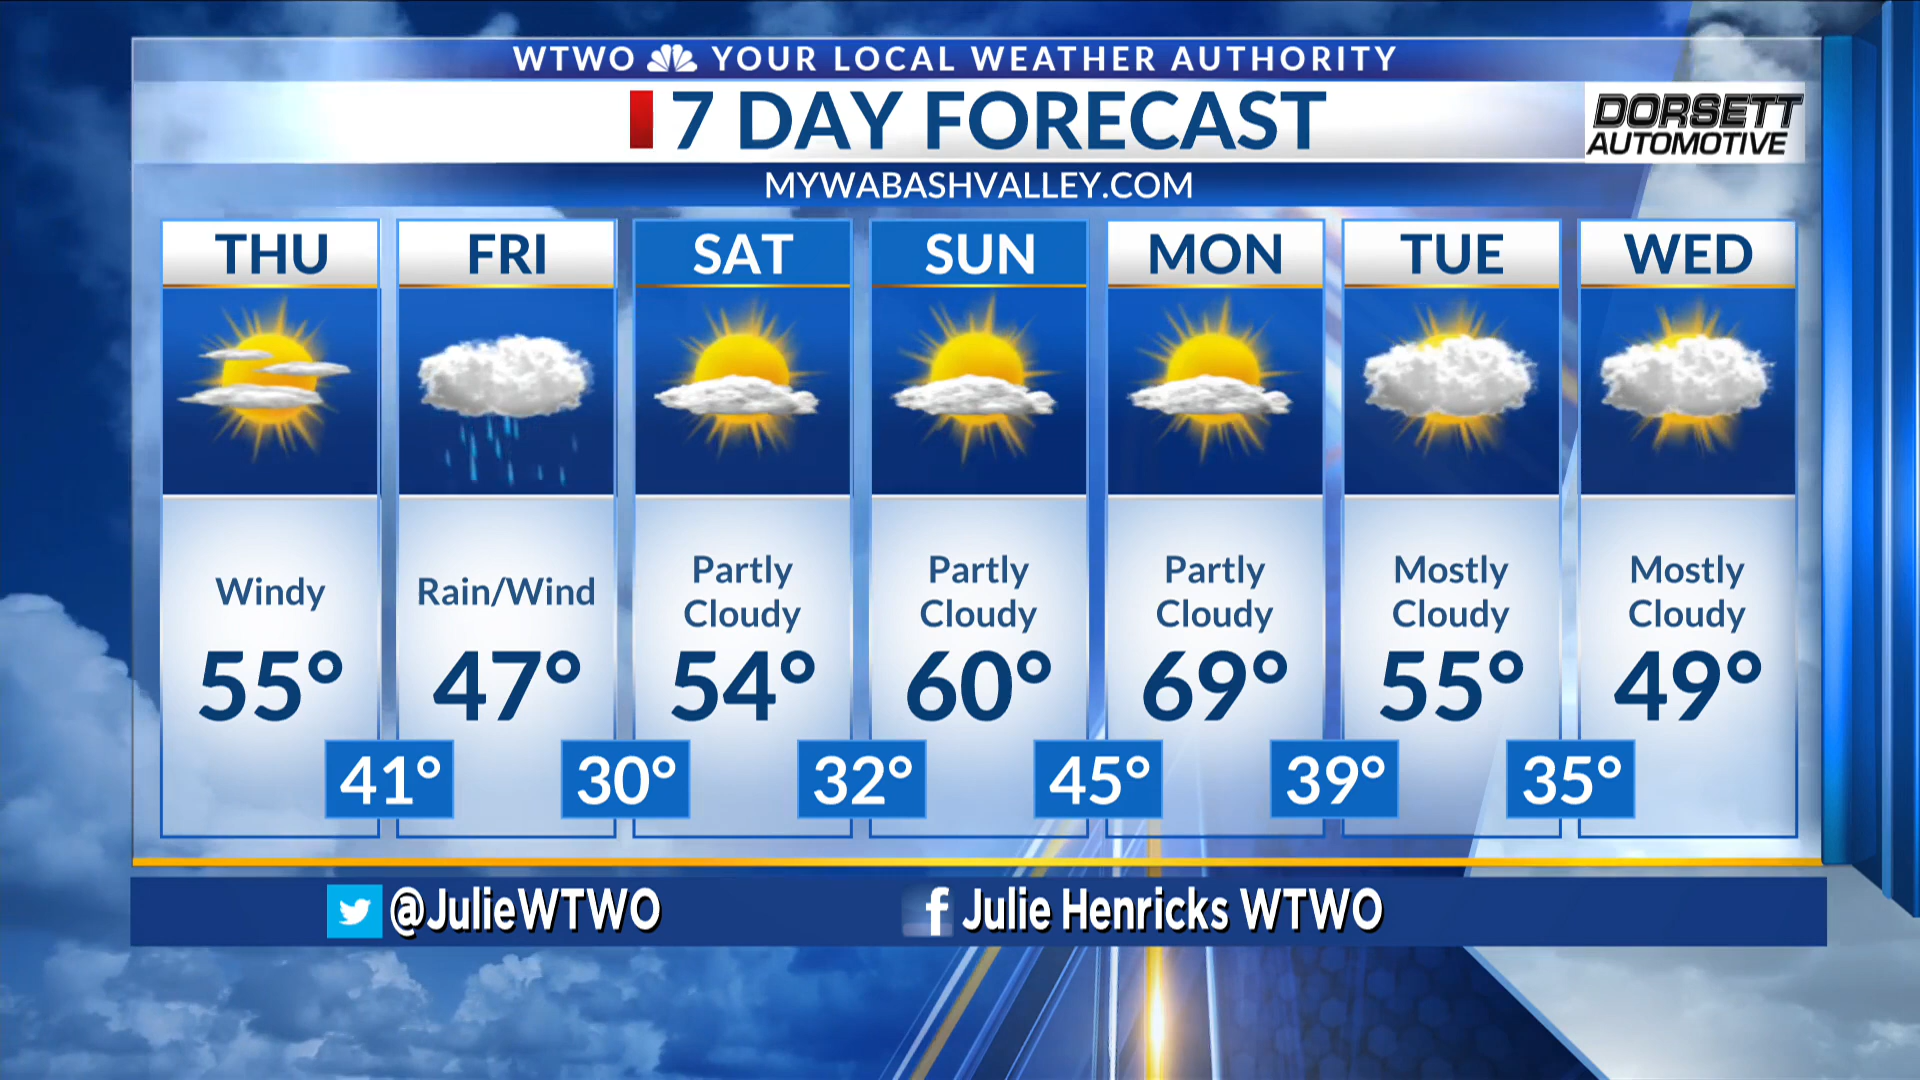 WTWO YOUR LOCAL WEATHER AUTHORITY
7 DAY FORECAST
DORSETT
AUTOMOTIVE
MYWABASHVALLEY.COM
THU FRI SAT SUN MON TUE WED
Windy Rain/Wind Partly Cloudy Partly Cloudy Partly Cloudy Mostly Cloudy Mostly Cloudy
55° 47° 54° 60° 69° 55° 49°
41° 30° 32° 45° 39° 35°
@JulieWTWO f Julie Henricks WTWO